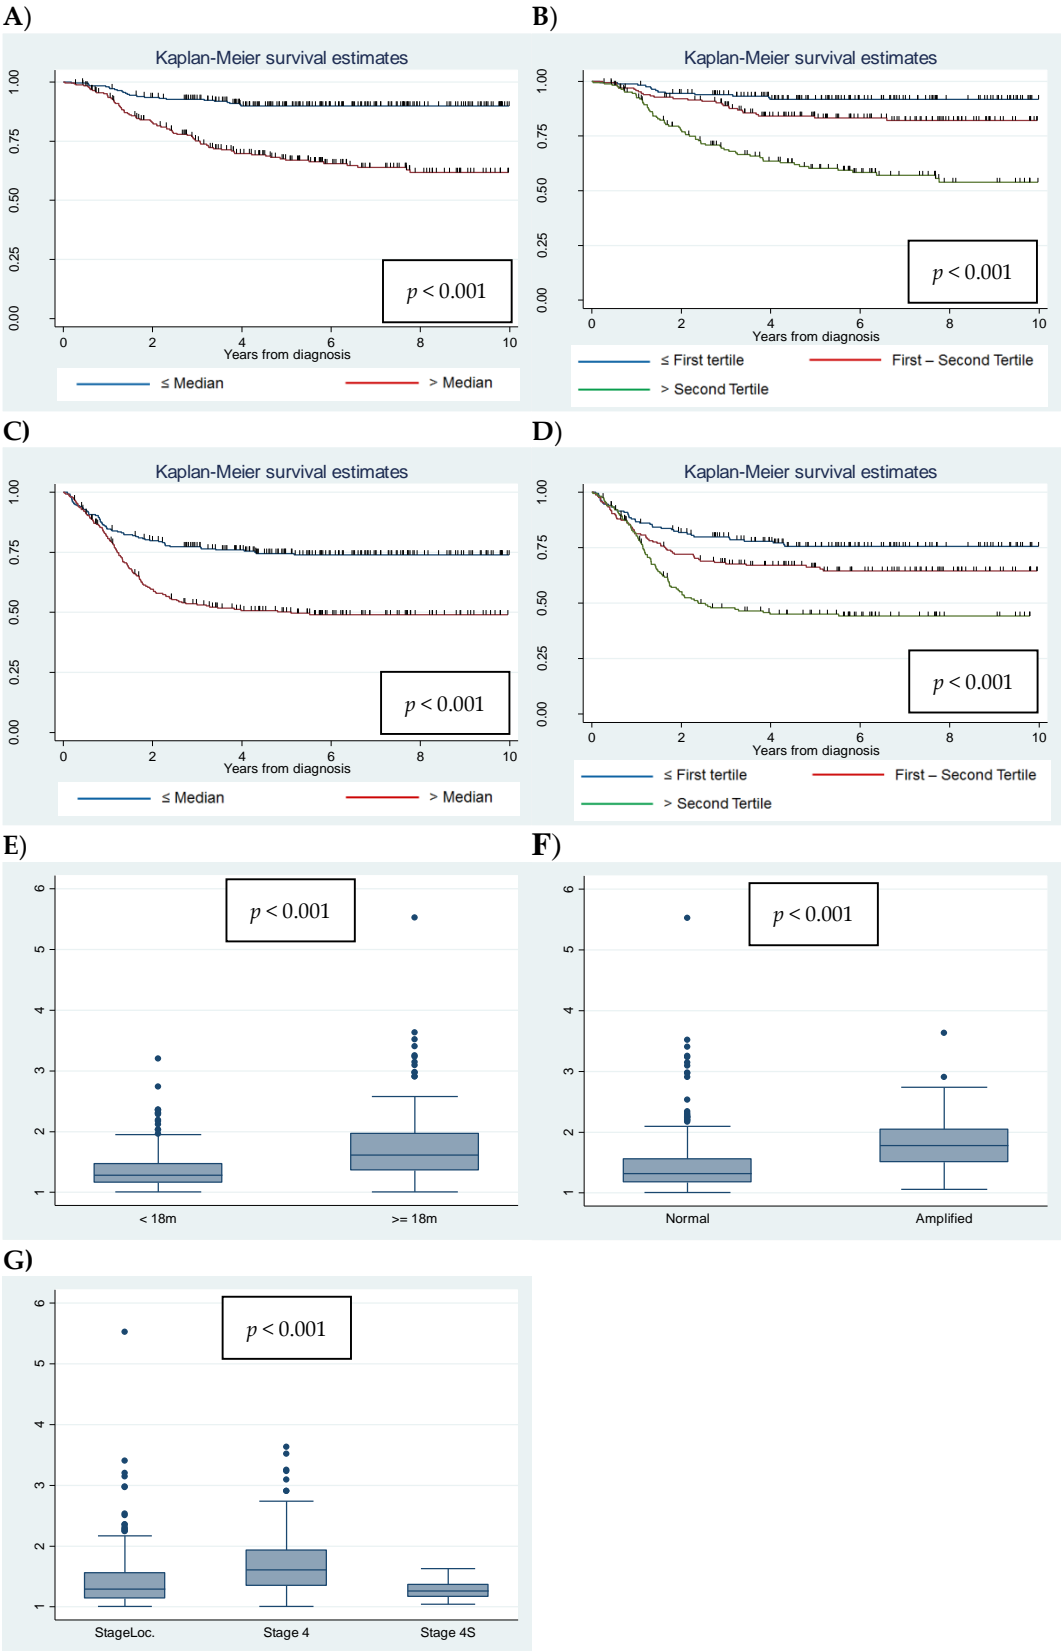 A)
Kaplan-Meier survival estimates
1.00
0.75
0.50
0.25
0.00
p < 0.001
0 2 4 6 8 10
Years from diagnosis
≤ Median > Median
B)
Kaplan-Meier survival estimates
1.00
0.75
0.50
0.25
0.00
p < 0.001
0 2 4 6 8 10
Years from diagnosis
≤ First tertile First – Second Tertile
> Second Tertile
C)
Kaplan-Meier survival estimates
1.00
0.75
0.50
0.25
0.00
p < 0.001
0 2 4 6 8 10
Years from diagnosis
≤ Median > Median
D)
Kaplan-Meier survival estimates
1.00
0.75
0.50
0.25
0.00
p < 0.001
0 2 4 6 8 10
Years from diagnosis
≤ First tertile First – Second Tertile
> Second Tertile
E)
p < 0.001
6
5
4
3
2
1
< 18m >= 18m
F)
p < 0.001
6
5
4
3
2
1
Normal Amplified
G)
p < 0.001
6
5
4
3
2
1
StageLoc. Stage 4 Stage 4S